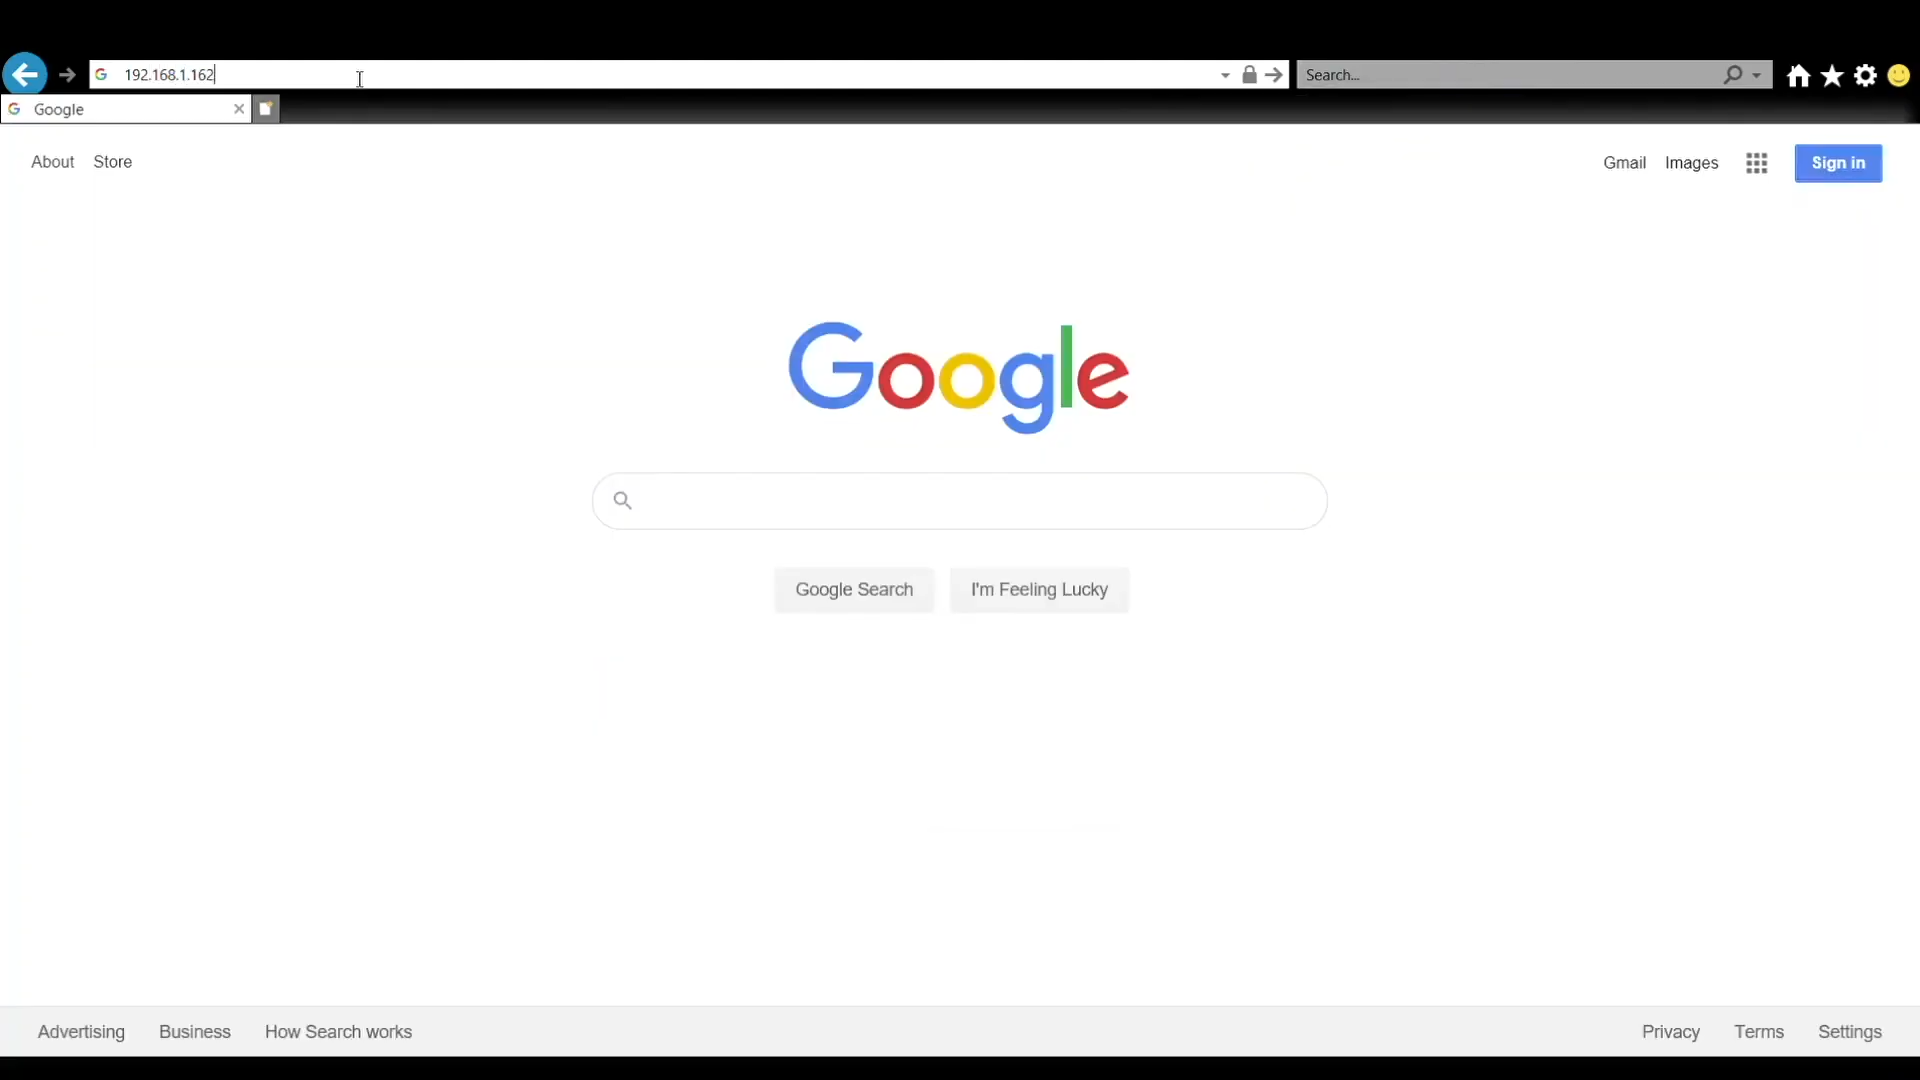 192.168.1.162
Search...
Google
About Store
Gmail Images Sign in
Google
Google Search I'm Feeling Lucky
Advertising Business How Search works
Privacy Terms Settings